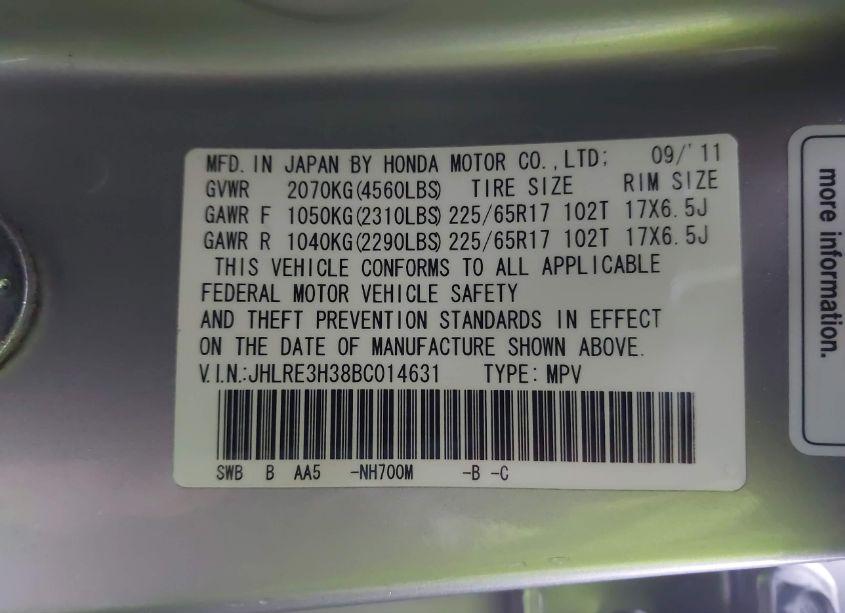 MFD. IN JAPAN BY HONDA MOTOR CO.,LTD; 09/'11
GVWR 2070KG(4560LBS) TIRE SIZE RIM SIZE
GAWR F 1050KG(2310LBS) 225/65R17 102T 17X6.5J
GAWR R 1040KG(2290LBS) 225/65R17 102T 17X6.5J
THIS VEHICLE CONFORMS TO ALL APPLICABLE
FEDERAL MOTOR VEHICLE SAFETY
AND THEFT PREVENTION STANDARDS IN EFFECT
ON THE DATE OF MANUFACTURE SHOWN ABOVE.
V.I.N.:JHLRE3H38BC014631 TYPE: MPV
SWB B AA5 -NH700M -B -C
more information.